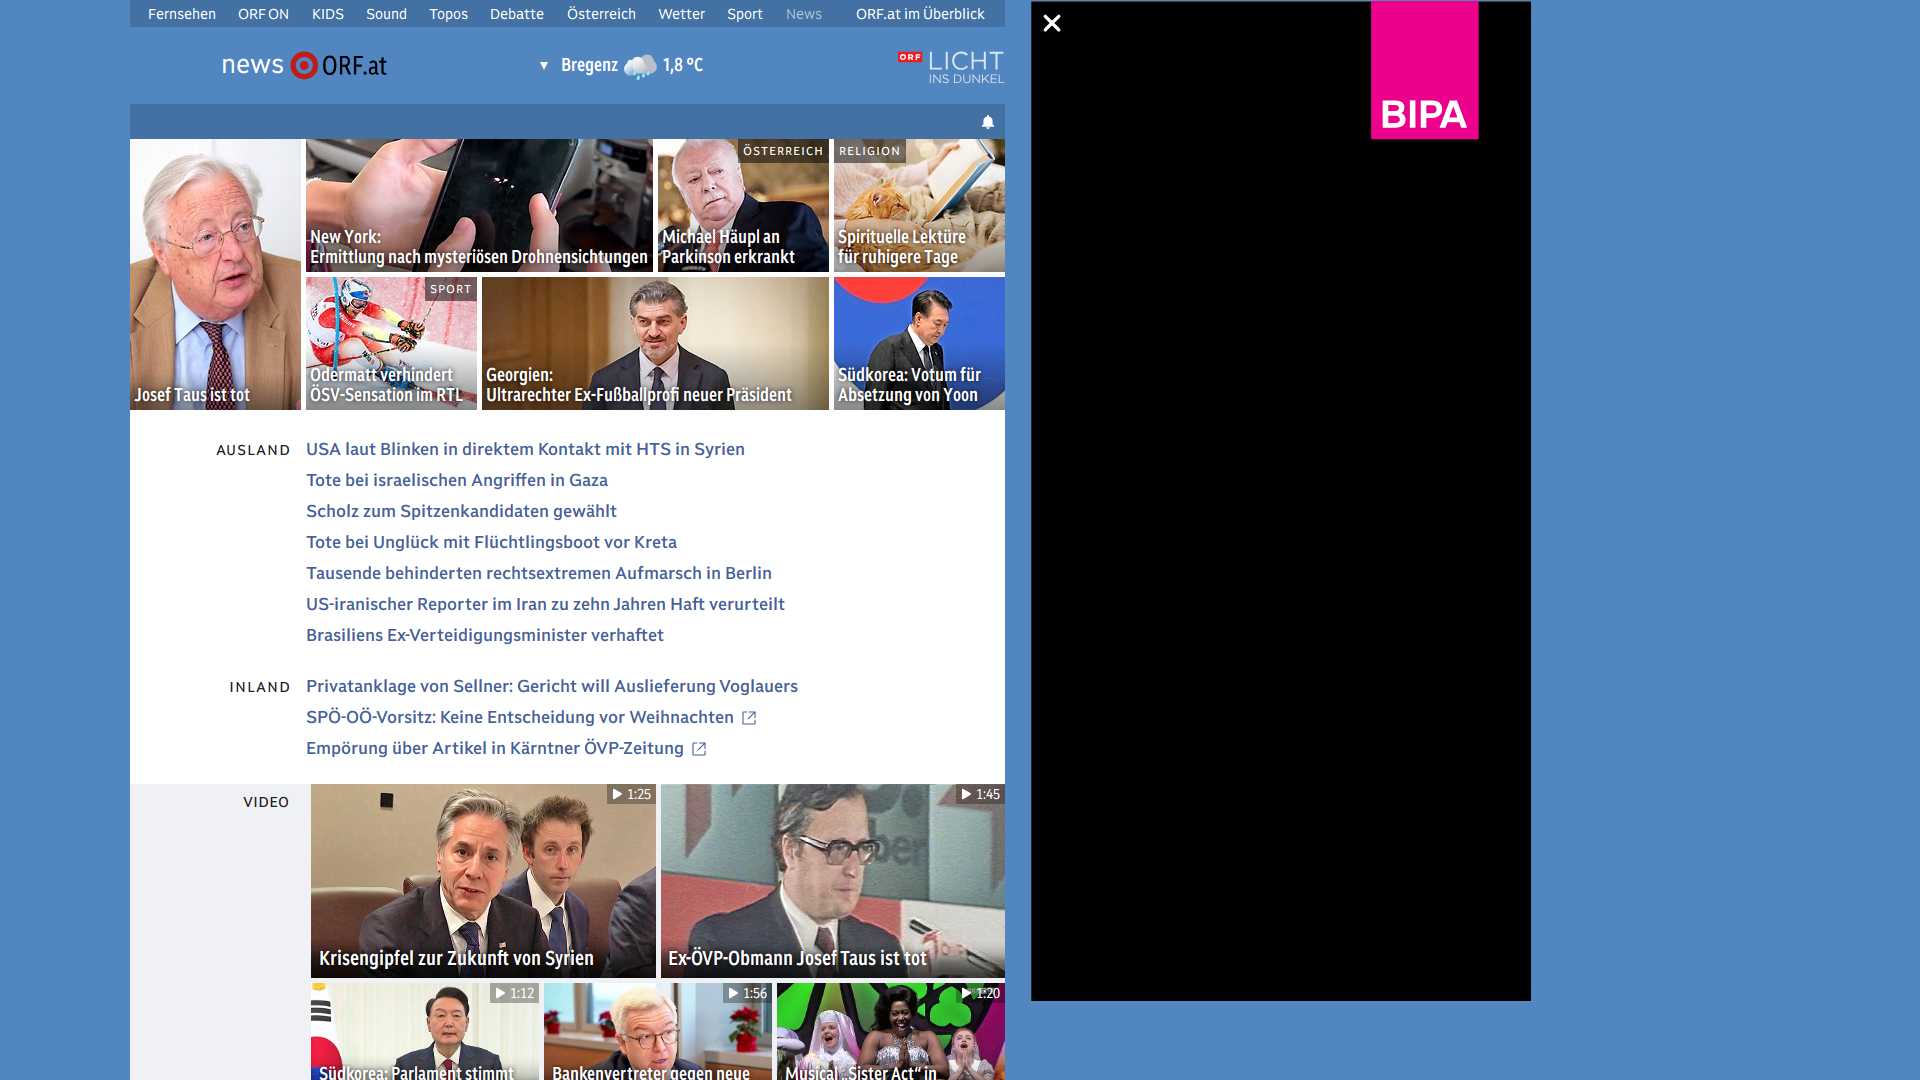 Fernsehen ORF ON KIDS Sound Topos Debatte Österreich Wetter Sport News ORF.at im Überblick
news ORF.at
▼ Bregenz 1,8 °C
ORF LICHT
INS DUNKEL
BIPA
Josef Taus ist tot
New York:
Ermittlung nach mysteriösen Drohnensichtungen
ÖSTERREICH
Michael Häupl an
Parkinson erkrankt
RELIGION
Spirituelle Lektüre
für ruhigere Tage
SPORT
Odermatt verhindert
ÖSV-Sensation im RTL
Georgien:
Ultrarechter Ex-Fußballprofi neuer Präsident
Südkorea: Votum für
Absetzung von Yoon
AUSLAND
USA laut Blinken in direktem Kontakt mit HTS in Syrien
Tote bei israelischen Angriffen in Gaza
Scholz zum Spitzenkandidaten gewählt
Tote bei Unglück mit Flüchtlingsboot vor Kreta
Tausende behinderten rechtsextremen Aufmarsch in Berlin
US-iranischer Reporter im Iran zu zehn Jahren Haft verurteilt
Brasiliens Ex-Verteidigungsminister verhaftet
INLAND
Privatanklage von Sellner: Gericht will Auslieferung Voglauers
SPÖ-OÖ-Vorsitz: Keine Entscheidung vor Weihnachten
Empörung über Artikel in Kärntner ÖVP-Zeitung
VIDEO
1:25
Krisengipfel zur Zukunft von Syrien
1:45
Ex-ÖVP-Obmann Josef Taus ist tot
1:12
Südkorea: Parlament stimmt
1:56
Bankenvertreter gegen neue
1:20
Musical „Sister Act“ in